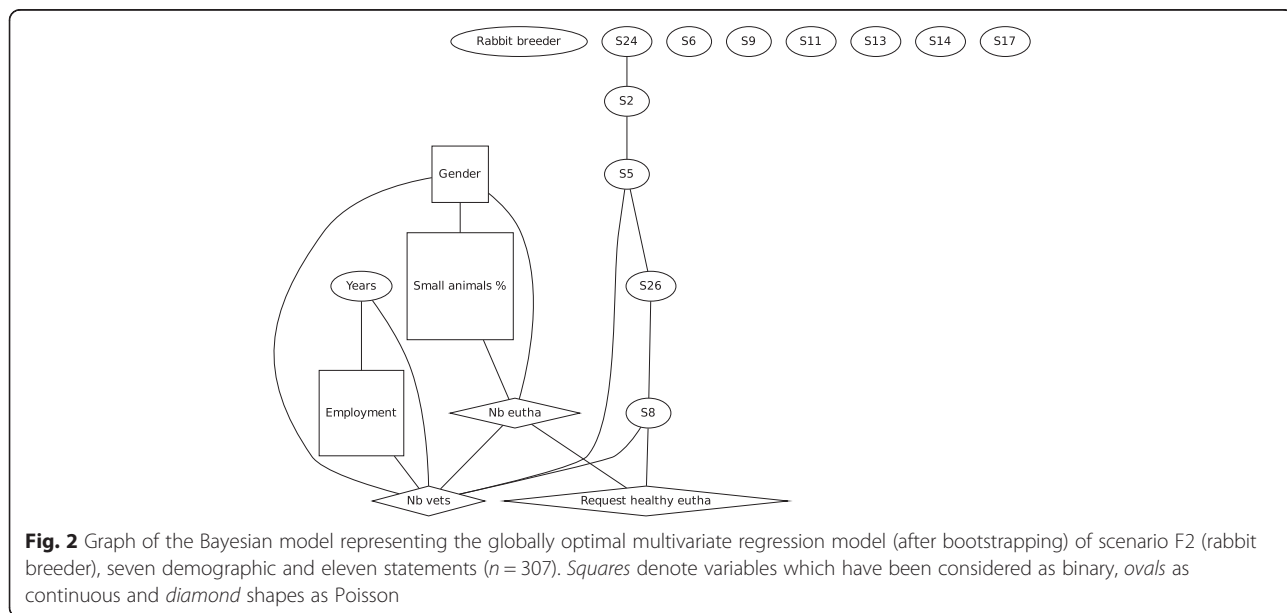 Rabbit breeder S24 S6 S9 S11 S13 S14 S17
S2
S5
Gender
Years
Small animals %
S26
Employment
Nb eutha
S8
Nb vets
Request healthy eutha
Fig. 2 Graph of the Bayesian model representing the globally optimal multivariate regression model (after bootstrapping) of scenario F2 (rabbit
breeder), seven demographic and eleven statements (n = 307). Squares denote variables which have been considered as binary, ovals as
continuous and diamond shapes as Poisson